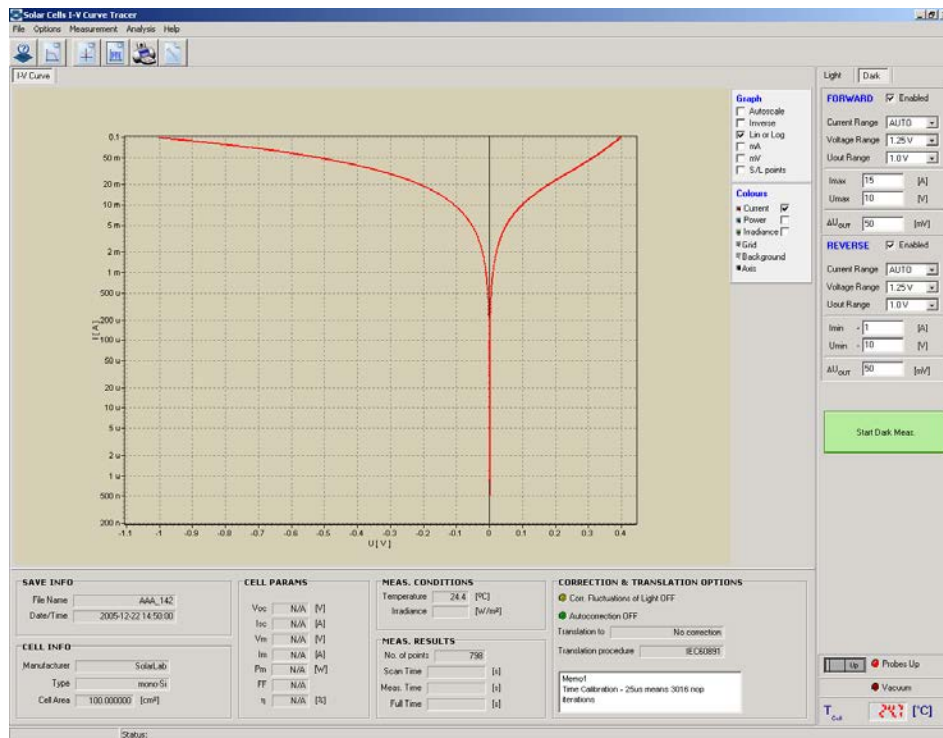 Solar Cells I-V Curve Tracer
File Options Measurement Analysis Help
I-V Curve
Light Dark
Graph
Autoscale
Inverse
Lin or Log
mA
mV
S/L points
Colours
Current
Power
Irradiance
Grid
Background
Axis
0.1
50 m
20 m
10 m
5 m
2 m
1 m
500 u
200 u
100 u
50 u
20 u
10 u
5 u
2 u
1 u
500 n
200 n
I [A]
-1.1 -1 -0.9 -0.8 -0.7 -0.6 -0.5 -0.4 -0.3 -0.2 -0.1 0 0.1 0.2 0.3 0.4
U [V]
FORWARD Enabled
Current Range AUTO
Voltage Range 1.25 V
Uout Range 1.0 V
Imax 15 [A]
Umax 10 [V]
ΔUOUT 50 [mV]
REVERSE Enabled
Current Range AUTO
Voltage Range 1.25 V
Uout Range 1.0 V
Imin - 1 [A]
Umin - 10 [V]
ΔUOUT 50 [mV]
Start Dark Meas.
SAVE INFO
File Name AAA_142
Date/Time 2005-12-22 14:50:00
CELL INFO
Manufacturer SolarLab
Type mono-Si
Cell Area 100.000000 [cm²]
CELL PARAMS
Voc N/A [V]
Isc N/A [A]
Vm N/A [V]
Im N/A [A]
Pm N/A [W]
FF N/A
η N/A [%]
MEAS. CONDITIONS
Temperature 24.4 [ºC]
Irradiance [W/m²]
MEAS. RESULTS
No. of points 798
Scan Time [s]
Meas. Time [s]
Full Time [s]
CORRECTION & TRANSLATION OPTIONS
Corr. Fluctuations of Light OFF
Autocorrection OFF
Translation to No correction
Translation procedure IEC60891
Memo1
Time Calibration - 25us means 3016 nop
iterations
Up Probes Up
Vacuum
TCell 24.7 [°C]
Status: